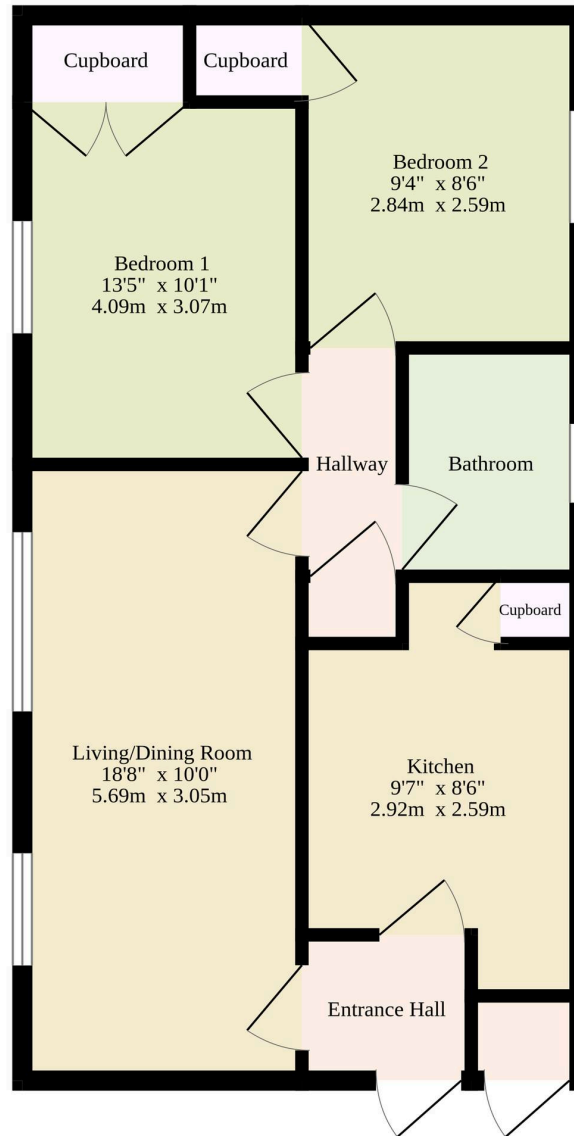 Cupboard
Cupboard
Bedroom 2
9'4" x 8'6"
2.84m x 2.59m
Bedroom 1
13'5" x 10'1"
4.09m x 3.07m
Hallway
Bathroom
Cupboard
Living/Dining Room
18'8" x 10'0"
5.69m x 3.05m
Kitchen
9'7" x 8'6"
2.92m x 2.59m
Entrance Hall